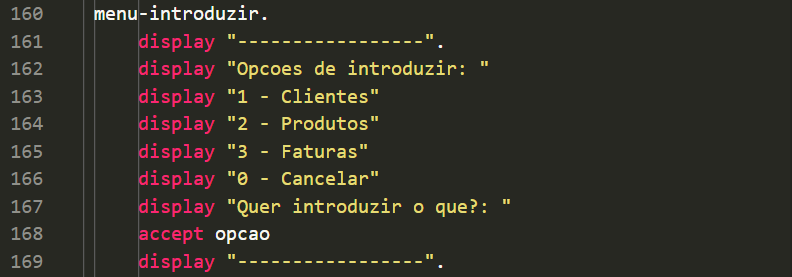 160 menu-introduzir.
161 display "-----------------".
162 display "Opcoes de introduzir: "
163 display "1 - Clientes"
164 display "2 - Produtos"
165 display "3 - Faturas"
166 display "0 - Cancelar"
167 display "Quer introduzir o que?: "
168 accept opcao
169 display "-----------------".